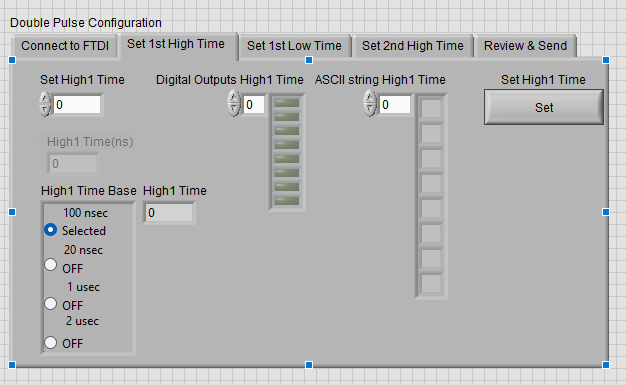 Double Pulse Configuration
Connect to FTDI Set 1st High Time Set 1st Low Time Set 2nd High Time Review & Send
Set High1 Time Digital Outputs High1 Time ASCII string High1 Time Set High1 Time
0 0 0 Set
High1 Time(ns)
0
High1 Time Base High1 Time
100 nsec 0
Selected
20 nsec
OFF
1 usec
OFF
2 usec
OFF